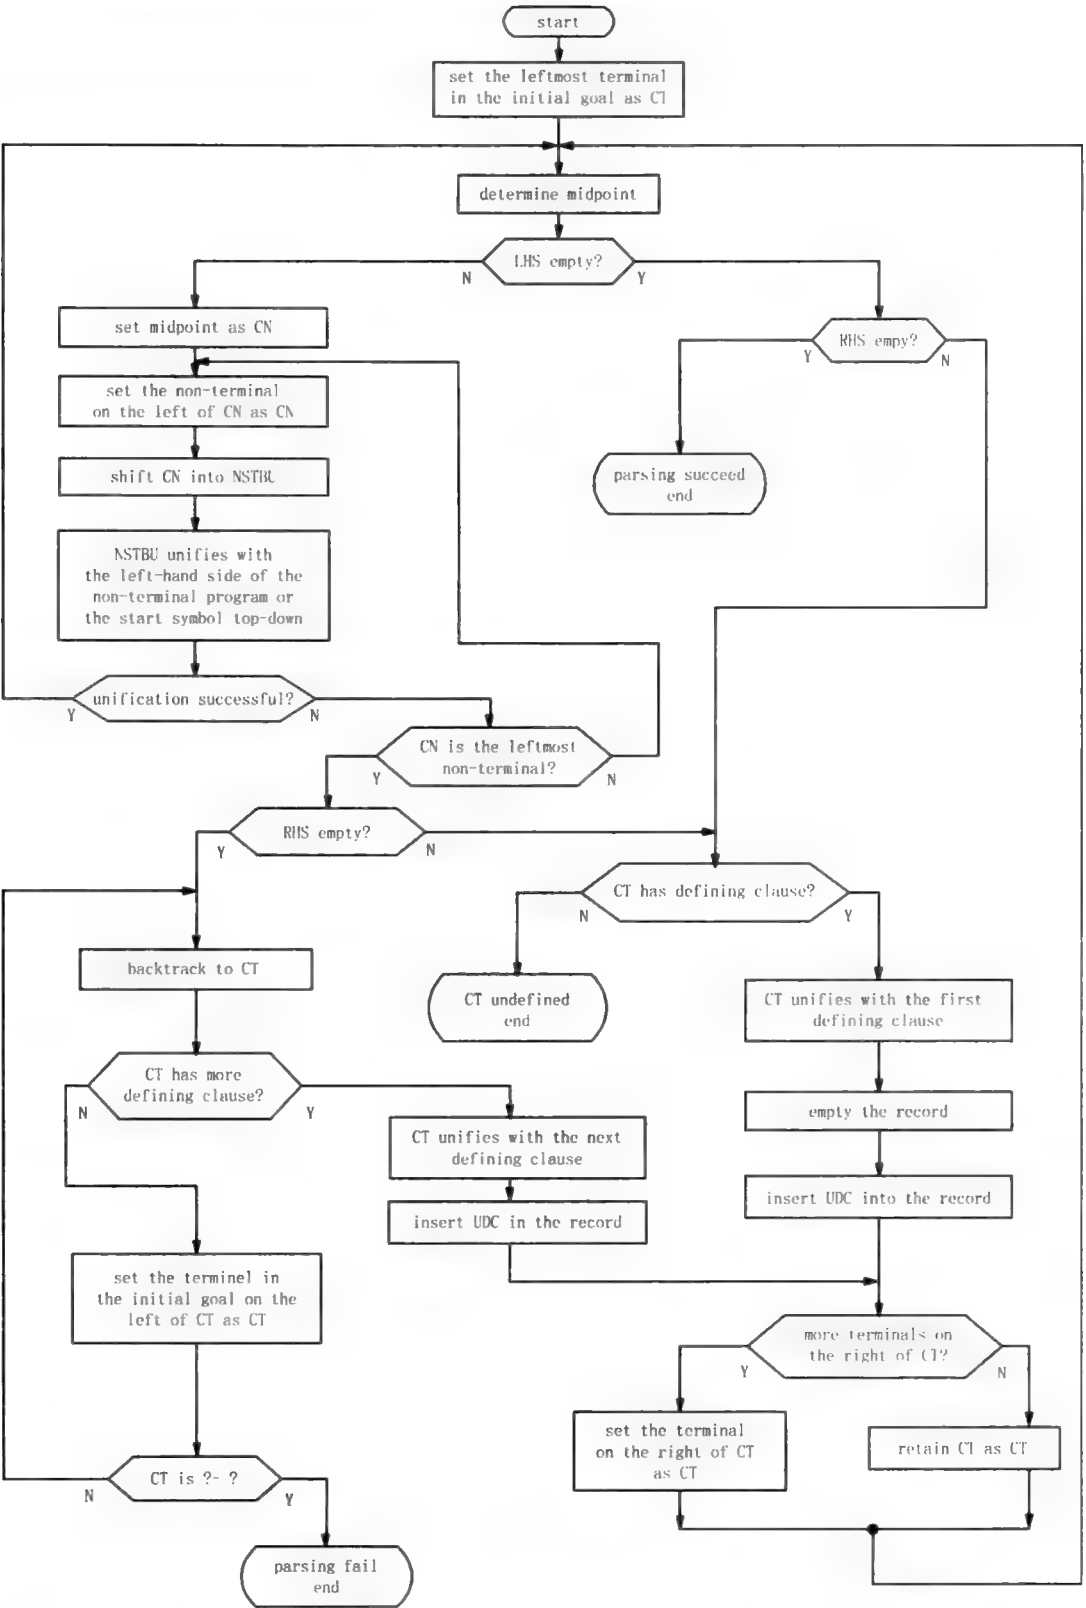 start
set the leftmost terminal
in the initial goal as CT
determine midpoint
LHS empty?
N
Y
set midpoint as CN
RHS empy?
Y
N
set the non-terminal
on the left of CN as CN
shift CN into NSTBU
parsing succeed
end
NSTBU unifies with
the left-hand side of the
non-terminal program or
the start symbol top-down
unification successful?
Y
N
CN is the leftmost
non-terminal?
Y
N
RHS empty?
Y
N
CT has defining clause?
N
Y
backtrack to CT
CT undefined
end
CT unifies with the first
defining clause
CT has more
defining clause?
N
Y
empty the record
CT unifies with the next
defining clause
insert UDC into the record
insert UDC in the record
set the terminel in
the initial goal on the
left of CT as CT
more terminals on
the right of CT?
Y
N
set the terminal
on the right of CT
as CT
retain CT as CT
CT is ?- ?
N
Y
parsing fail
end